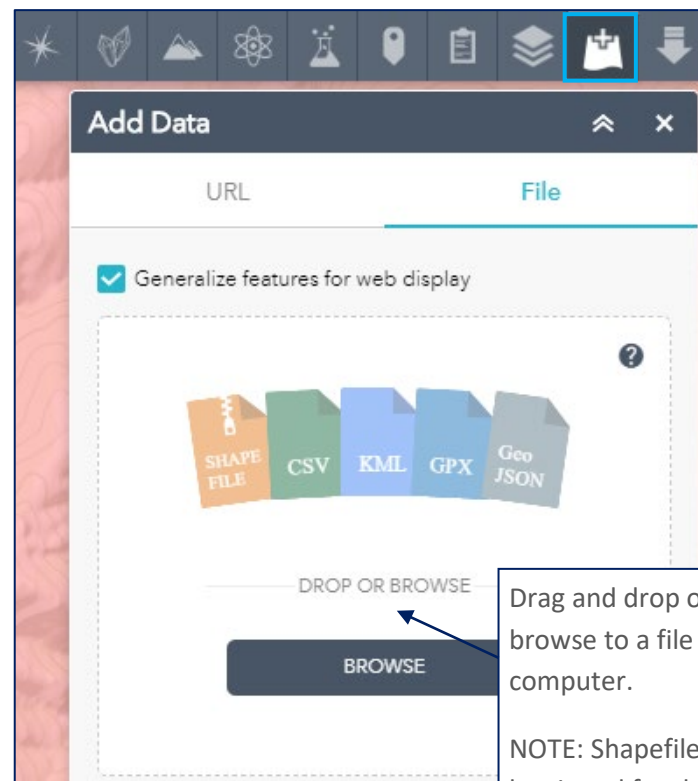 Add Data
URL File
Generalize features for web display
SHAPE
FILE
CSV
KML
GPX
Geo
JSON
DROP OR BROWSE
BROWSE
Drag and drop
browse to a file
computer.
NOTE: Shapefile